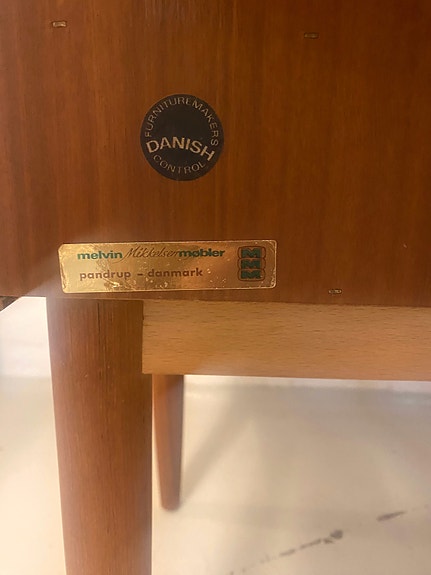 FURNITUREMAKERS
DANISH
CONTROL
melvin Mikkelsen møbler
pandrup - danmark
M
M
M